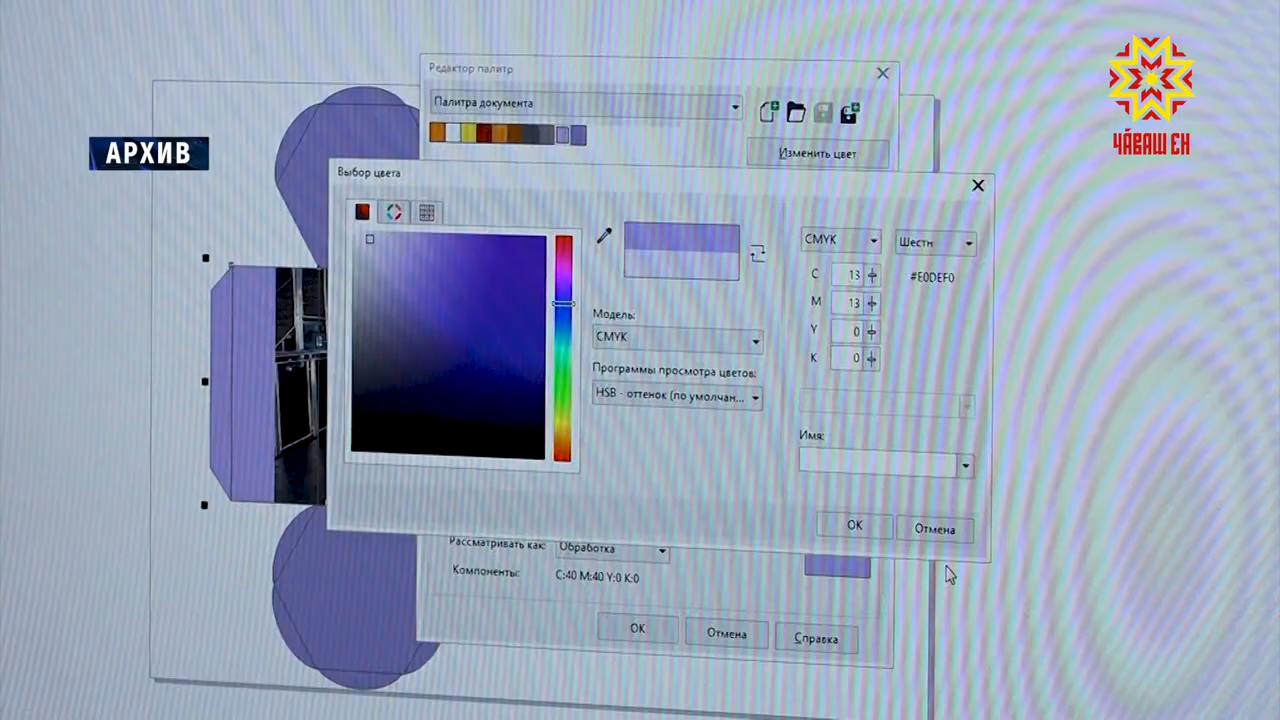 Редактор палитр
Палитра документа
Изменить цвет
АРХИВ
ЧӐВАШ ЄН
Выбор цвета
CMYK
Шестн
C 13
#E0DEF0
M 13
Y 0
K 0
Модель:
CMYK
Программы просмотра цветов:
HSB - оттенок (по умолчан...
Имя:
OK
Отмена
Рассматривать как: Обработка
Компоненты: C:40 M:40 Y:0 K:0
OK
Отмена
Справка